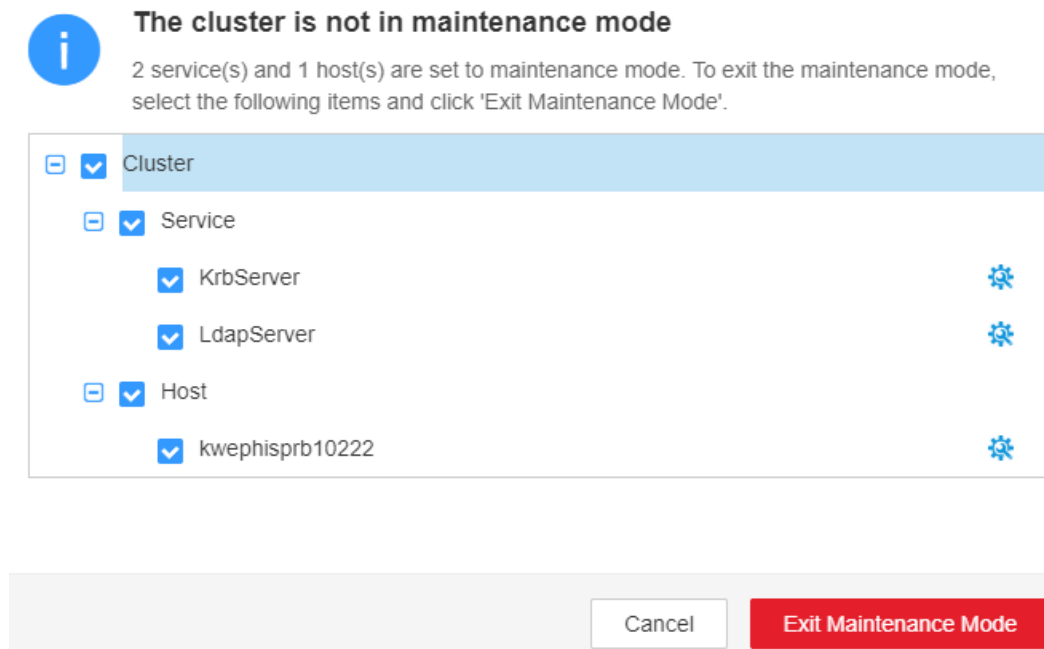 The cluster is not in maintenance mode
2 service(s) and 1 host(s) are set to maintenance mode. To exit the maintenance mode,
select the following items and click 'Exit Maintenance Mode'.
Cluster
Service
KrbServer
LdapServer
Host
kwephisprb10222
Cancel
Exit Maintenance Mode